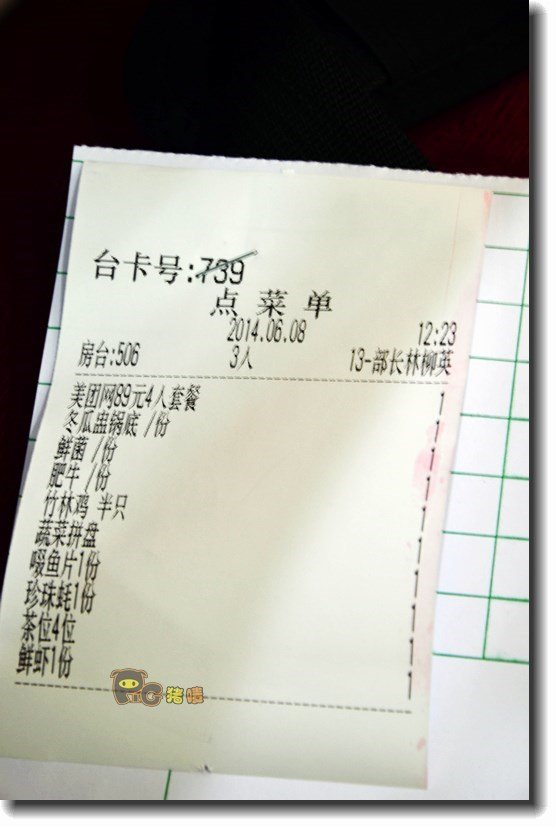 台卡号:739
点菜单
2014.06.08 12:23
房台:506 3人 13-部长林柳英
美团网89元4人套餐 1
冬瓜盅锅底 /份 1
鲜菌 /份 1
肥牛 /份 1
竹林鸡 半只 1
蔬菜拼盘 1
啜鱼片1份 1
珍珠蚝1份 1
茶位4位 1
鲜虾1份 1
PIG 猪嘜